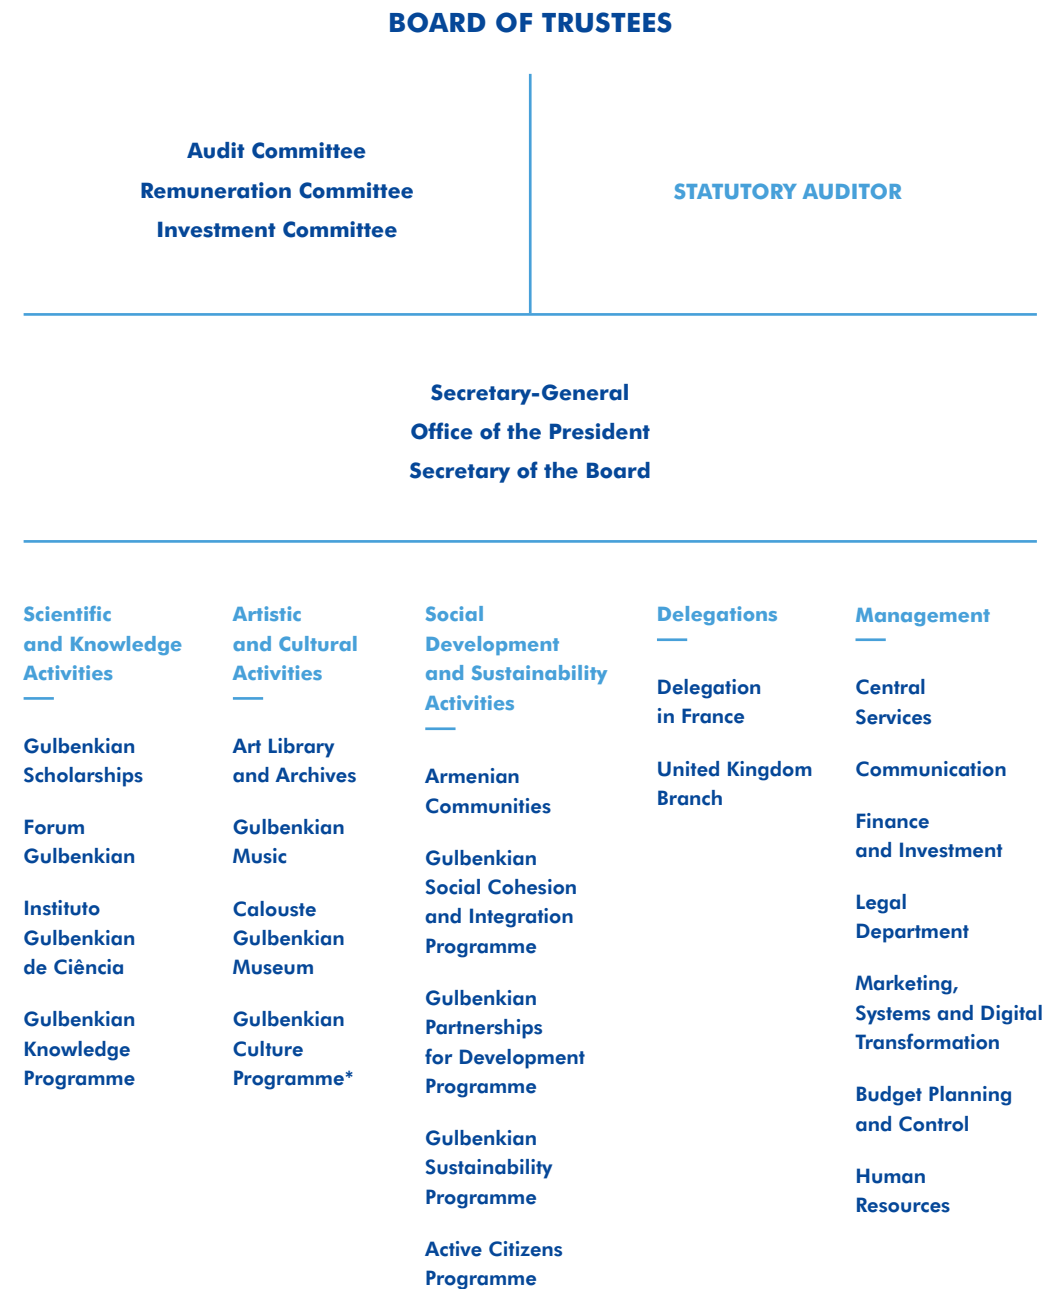 BOARD OF TRUSTEES
Audit Committee
Remuneration Committee
Investment Committee
STATUTORY AUDITOR
Secretary-General
Office of the President
Secretary of the Board
Scientific
and Knowledge
Activities
Gulbenkian
Scholarships
Forum
Gulbenkian
Instituto
Gulbenkian
de Ciência
Gulbenkian
Knowledge
Programme
Artistic
and Cultural
Activities
Art Library
and Archives
Gulbenkian
Music
Calouste
Gulbenkian
Museum
Gulbenkian
Culture
Programme*
Social
Development
and Sustainability
Activities
Armenian
Communities
Gulbenkian
Social Cohesion
and Integration
Programme
Gulbenkian
Partnerships
for Development
Programme
Gulbenkian
Sustainability
Programme
Active Citizens
Programme
Delegations
Delegation
in France
United Kingdom
Branch
Management
Central
Services
Communication
Finance
and Investment
Legal
Department
Marketing,
Systems and Digital
Transformation
Budget Planning
and Control
Human
Resources